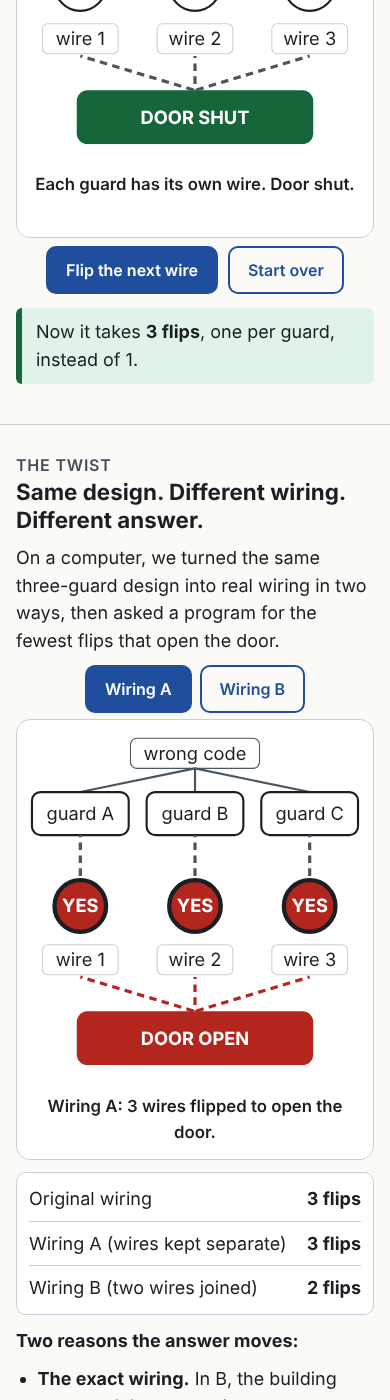 wire 1 wire 2 wire 3
DOOR SHUT
Each guard has its own wire. Door shut.
Flip the next wire Start over
Now it takes 3 flips, one per guard,
instead of 1.
THE TWIST
Same design. Different wiring.
Different answer.
On a computer, we turned the same
three-guard design into real wiring in two
ways, then asked a program for the
fewest flips that open the door.
Wiring A Wiring B
wrong code
guard A guard B guard C
YES YES YES
wire 1 wire 2 wire 3
DOOR OPEN
Wiring A: 3 wires flipped to open the
door.
Original wiring 3 flips
Wiring A (wires kept separate) 3 flips
Wiring B (two wires joined) 2 flips
Two reasons the answer moves:
• The exact wiring. In B, the building